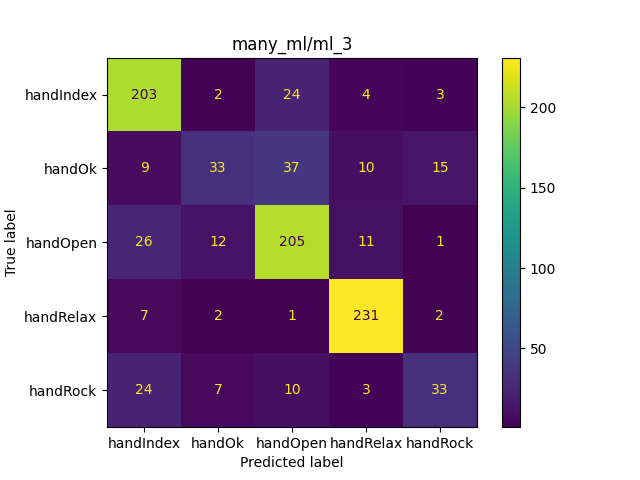 many_ml/ml_3
True label
handIndex 203 2 24 4 3
handOk 9 33 37 10 15
handOpen 26 12 205 11 1
handRelax 7 2 1 231 2
handRock 24 7 10 3 33
handIndex handOk handOpen handRelax handRock
Predicted label
200
150
100
50